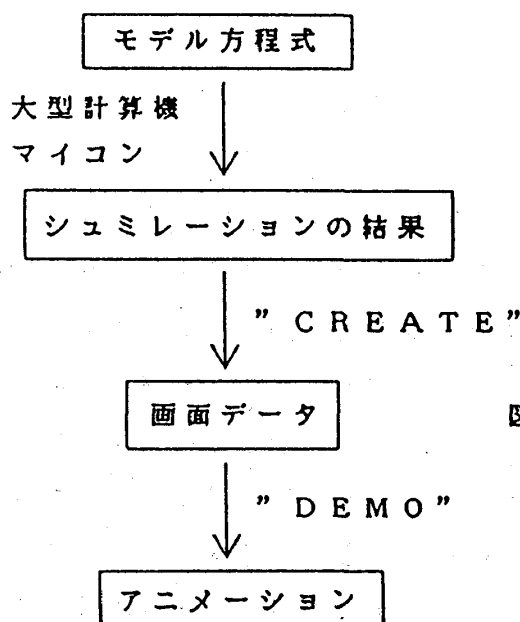 モデル方程式
大型計算機
マイコン
シュミレーションの結果
” CREATE”
画面データ
” DEMO”
アニメーション